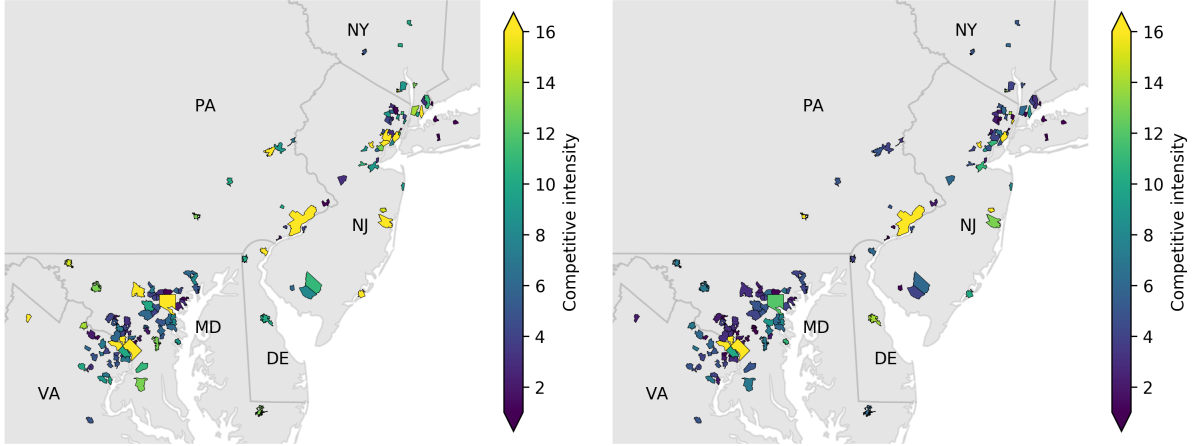 NY
PA
NJ
MD
DE
VA
16
14
12
10
8
6
4
2
Competitive intensity
NY
PA
NJ
MD
DE
VA
16
14
12
10
8
6
4
2
Competitive intensity